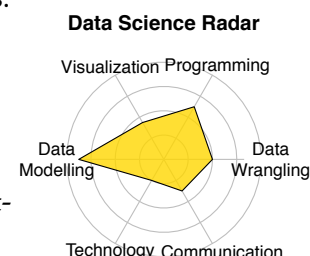 s.
Data Science Radar
Visualization Programming
Data
Modelling
Data
Wrangling
t-
Technology Communication